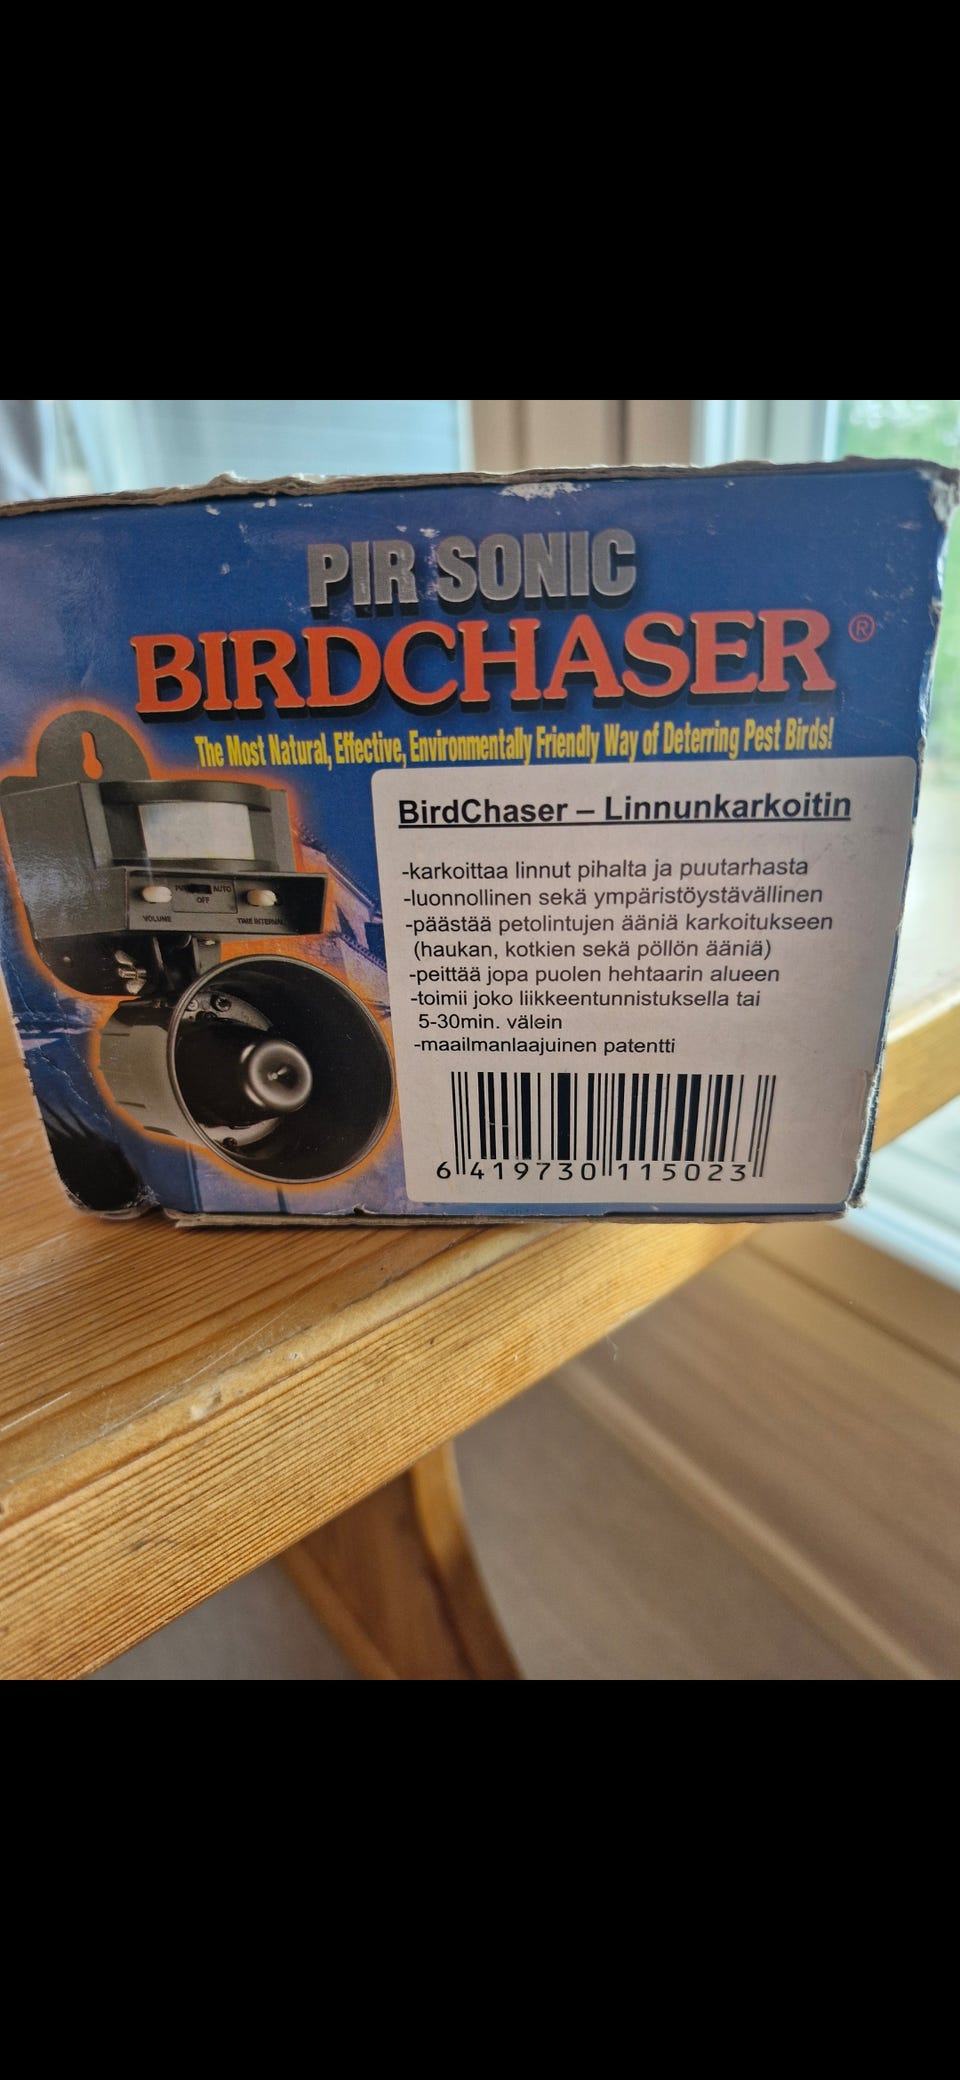 PIR SONIC
BIRDCHASER®
The Most Natural, Effective, Environmentally Friendly Way of Deterring Pest Birds!
BirdChaser – Linnunkarkoitin
-karkoittaa linnut pihalta ja puutarhasta
-luonnollinen sekä ympäristöystävällinen
-päästää petolintujen ääniä karkoitukseen
(haukan, kotkien sekä pöllön ääniä)
-peittää jopa puolen hehtaarin alueen
-toimii joko liikkeentunnistuksella tai
5-30min. välein
-maailmanlaajuinen patentti
AUTO
OFF
VOLUME
TIME INTERVAL
6 419730 115023